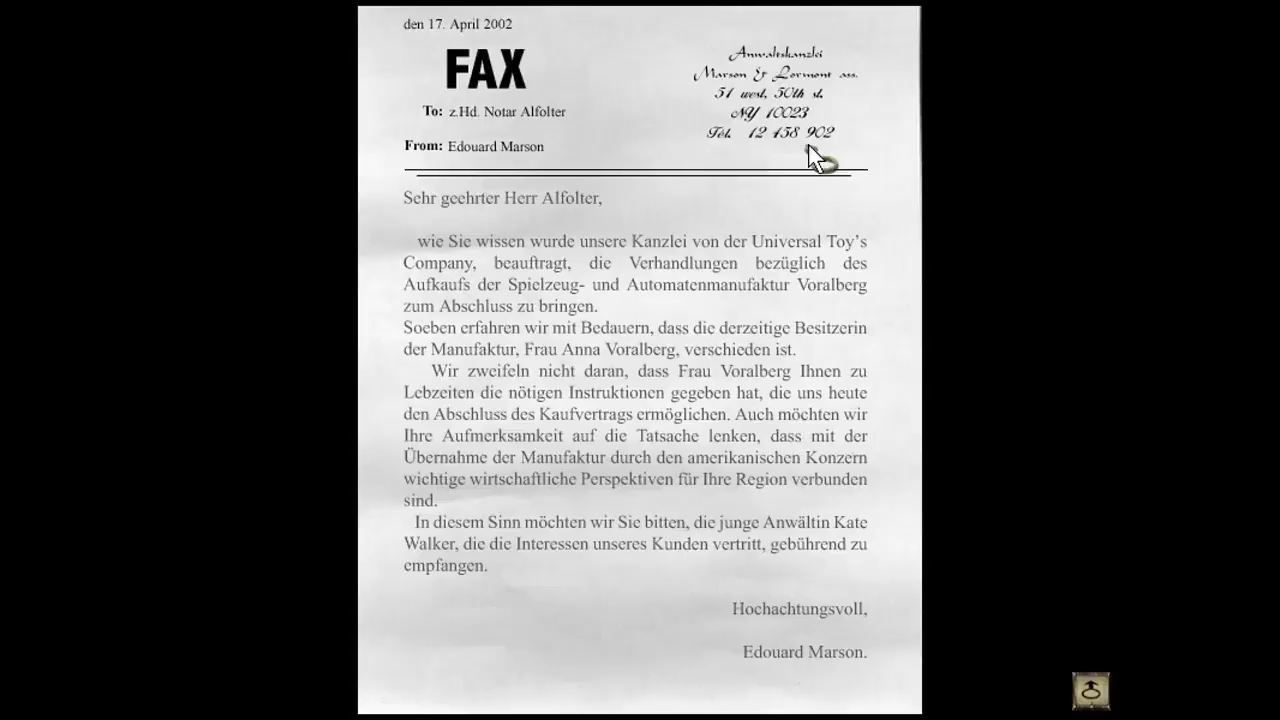 den 17. April 2002
FAX
Anwaltskanzlei
Marson & Lormont ass.
51 west, 50th st.
NY 10023
Tél. 12 458 902
To: z.Hd. Notar Alfolter
From: Edouard Marson
Sehr geehrter Herr Alfolter,
wie Sie wissen wurde unsere Kanzlei von der Universal Toy's
Company, beauftragt, die Verhandlungen bezüglich des
Aufkaufs der Spielzeug- und Automatenmanufaktur Voralberg
zum Abschluss zu bringen.
Soeben erfahren wir mit Bedauern, dass die derzeitige Besitzerin
der Manufaktur, Frau Anna Voralberg, verschieden ist.
Wir zweifeln nicht daran, dass Frau Voralberg Ihnen zu
Lebzeiten die nötigen Instruktionen gegeben hat, die uns heute
den Abschluss des Kaufvertrags ermöglichen. Auch möchten wir
Ihre Aufmerksamkeit auf die Tatsache lenken, dass mit der
Übernahme der Manufaktur durch den amerikanischen Konzern
wichtige wirtschaftliche Perspektiven für Ihre Region verbunden
sind.
In diesem Sinn möchten wir Sie bitten, die junge Anwältin Kate
Walker, die die Interessen unseres Kunden vertritt, gebührend zu
empfangen.
Hochachtungsvoll,
Edouard Marson.